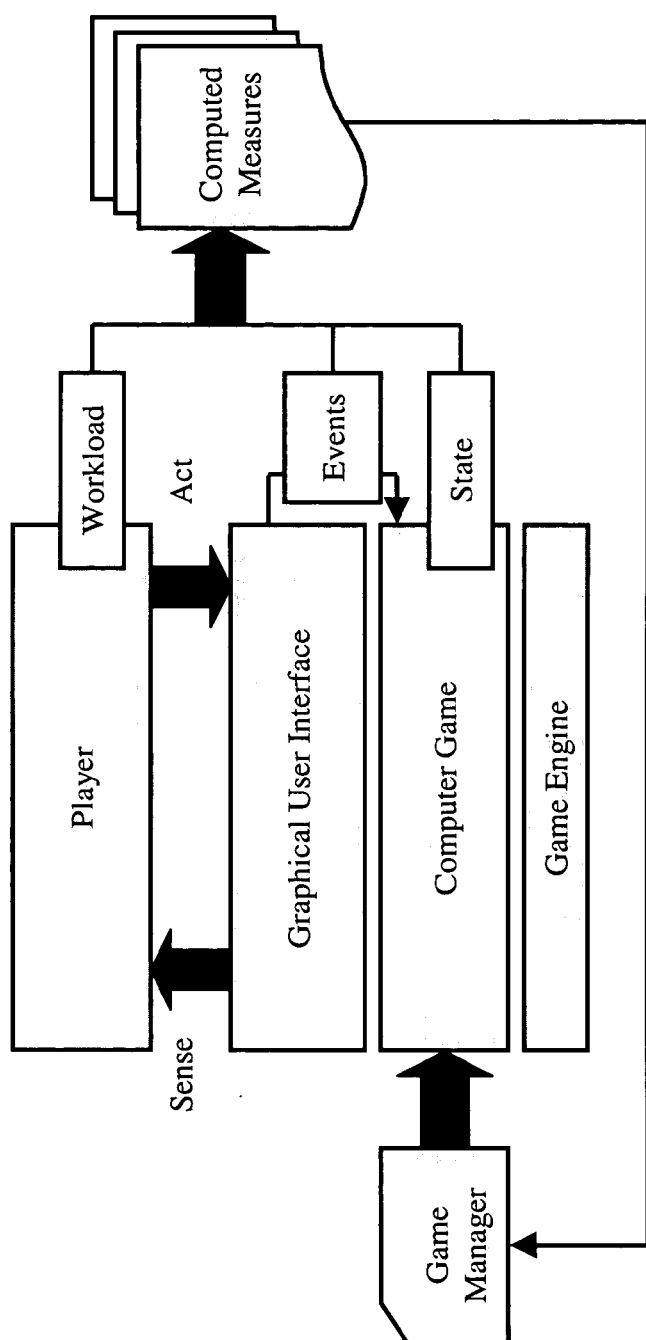 Player
Workload
Sense
Act
Graphical User Interface
Events
Computed
Measures
Game
Manager
Computer Game
State
Game Engine